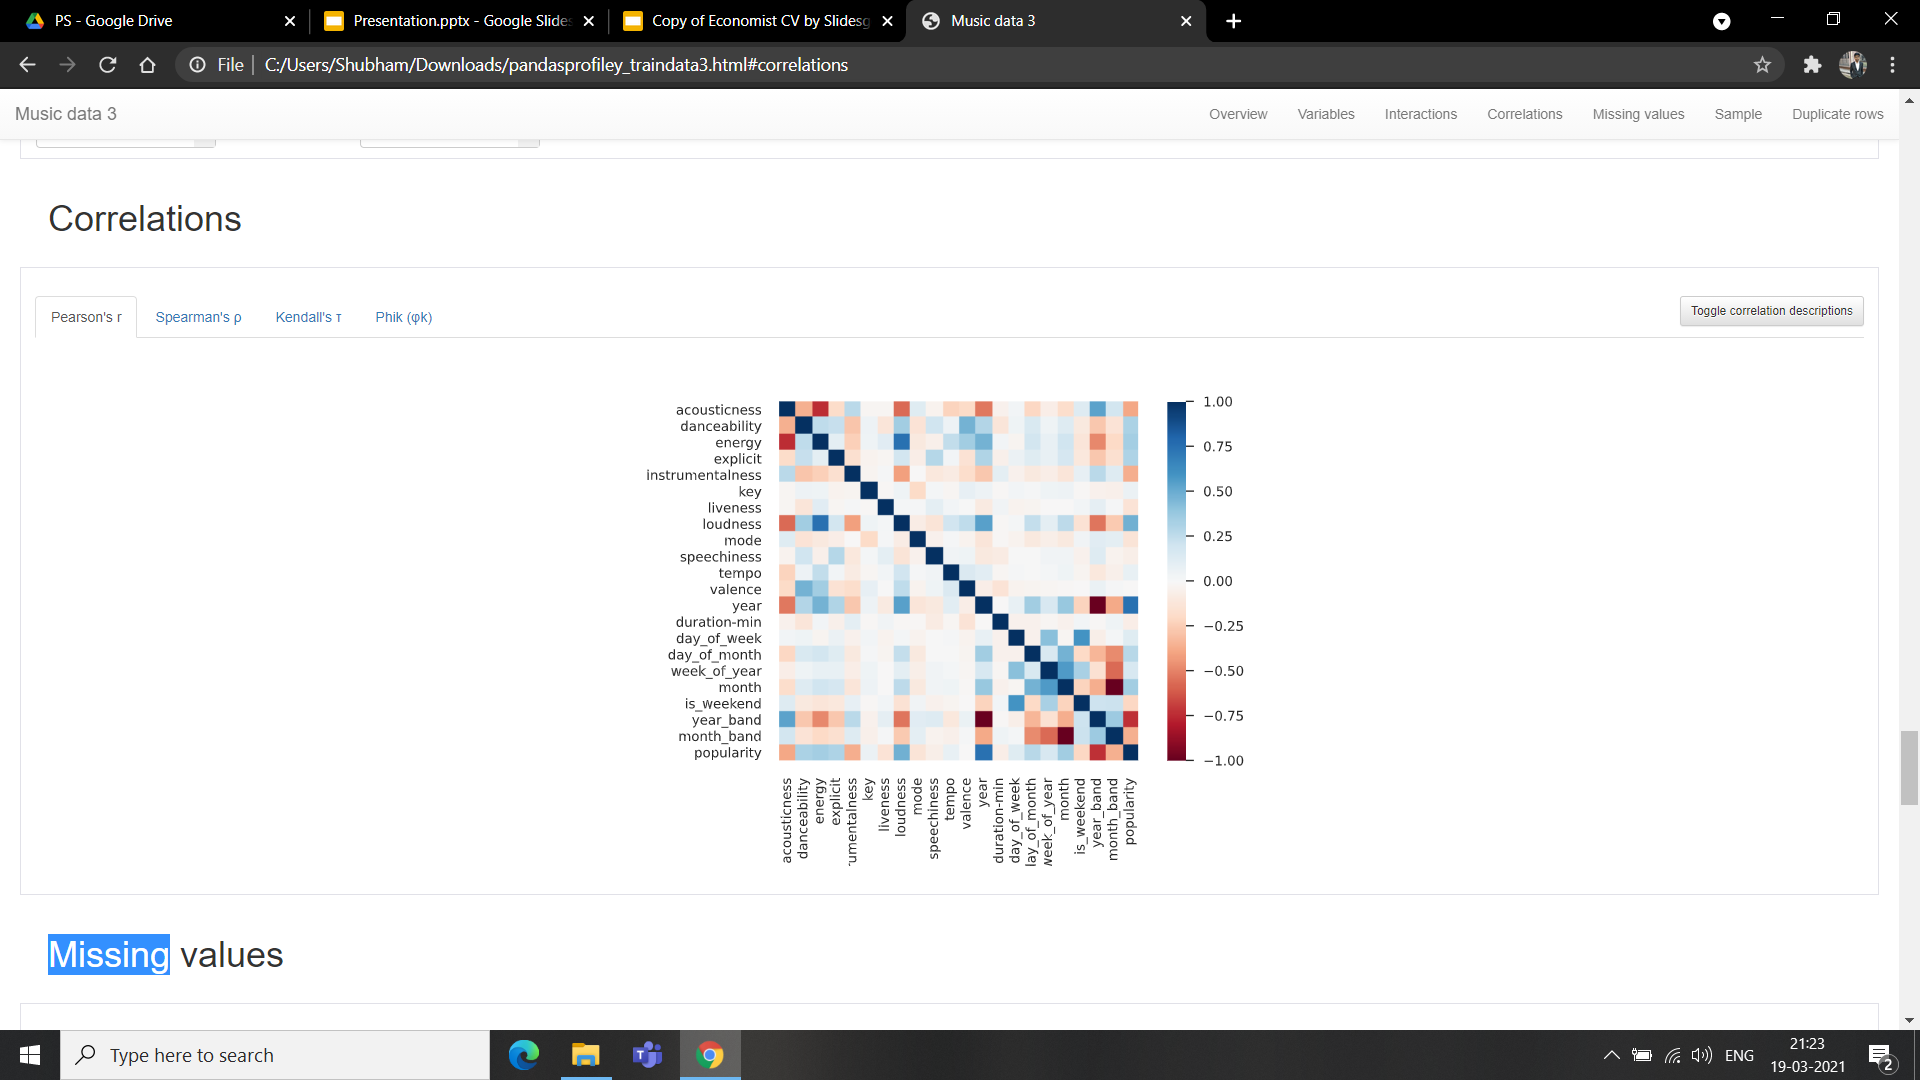 PS - Google Drive
Presentation.pptx - Google Slides
Copy of Economist CV by Slidesg
Music data 3
File
C:/Users/Shubham/Downloads/pandasprofiley_traindata3.html#correlations
Music data 3
Overview Variables Interactions Correlations Missing values Sample Duplicate rows
Correlations
Pearson's r Spearman's ρ Kendall's τ Phik (φk)
Toggle correlation descriptions
acousticness
danceability
energy
explicit
instrumentalness
key
liveness
loudness
mode
speechiness
tempo
valence
year
duration-min
day_of_week
day_of_month
week_of_year
month
is_weekend
year_band
month_band
popularity
acousticness
danceability
energy
explicit
rumentalness
key
liveness
loudness
mode
speechiness
tempo
valence
year
duration-min
day_of_week
lay_of_month
week_of_year
month
is_weekend
year_band
month_band
popularity
1.00
0.75
0.50
0.25
0.00
−0.25
−0.50
−0.75
−1.00
Missing values
Type here to search
ENG
21:23
19-03-2021
2